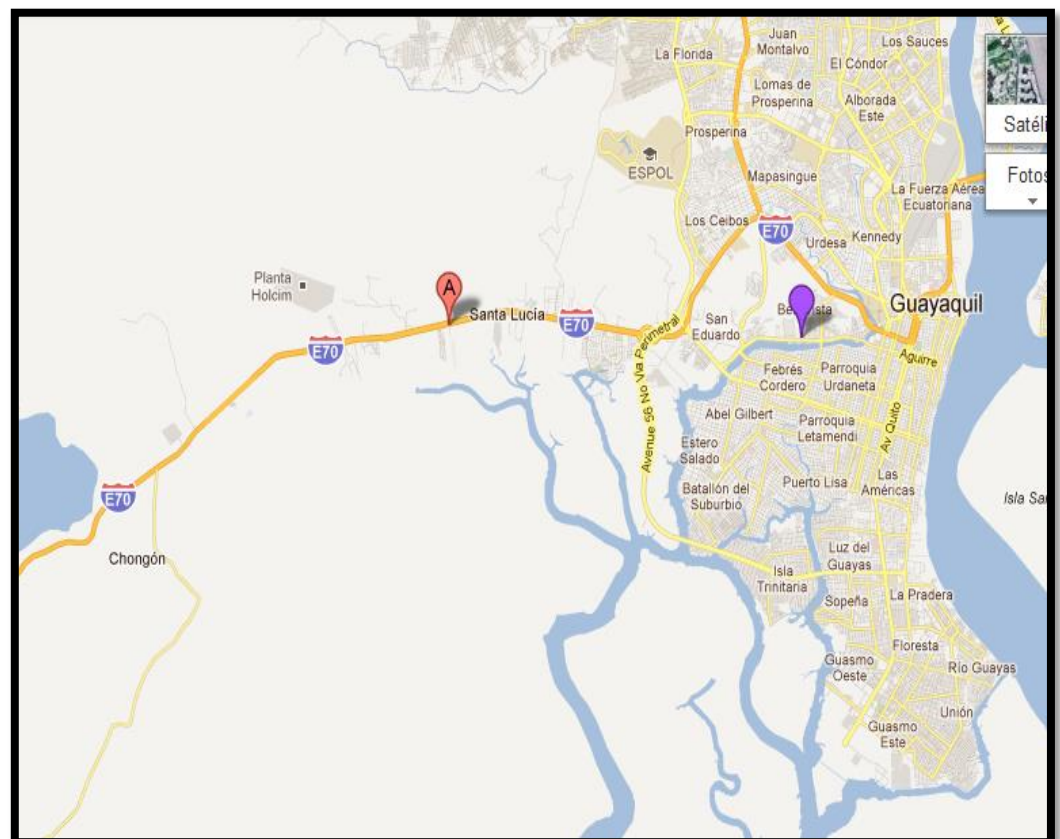 Juan
Montalvo
Los Sauces
La Florida
El Cóndor
Lomas de
Prosperina
Alborada
Este
Satéli
Prosperina
ESPOL
Mapasingue
Fotos
La Fuerza Aérea
Ecuatoriana
Los Ceibos
E70
Urdesa
Kennedy
Planta
Holcim
A
Santa Lucía
E70
San
Eduardo
Guayaquil
E70
Avenue 56 No Via Perimetral
Aguirre
Febrés
Cordero
Parroquia
Urdaneta
Abel Gilbert
Parroquia
Letamendi
Av Quito
Estero
Salado
Puerto Lisa
Las
Américas
Batallón del
Suburbio
E70
Isla Sa
Chongón
Luz del
Guayas
Isla
Trinitaria
Sopeña
La Pradera
Floresta
Guasmo
Oeste
Río Guayas
Unión
Guasmo
Este